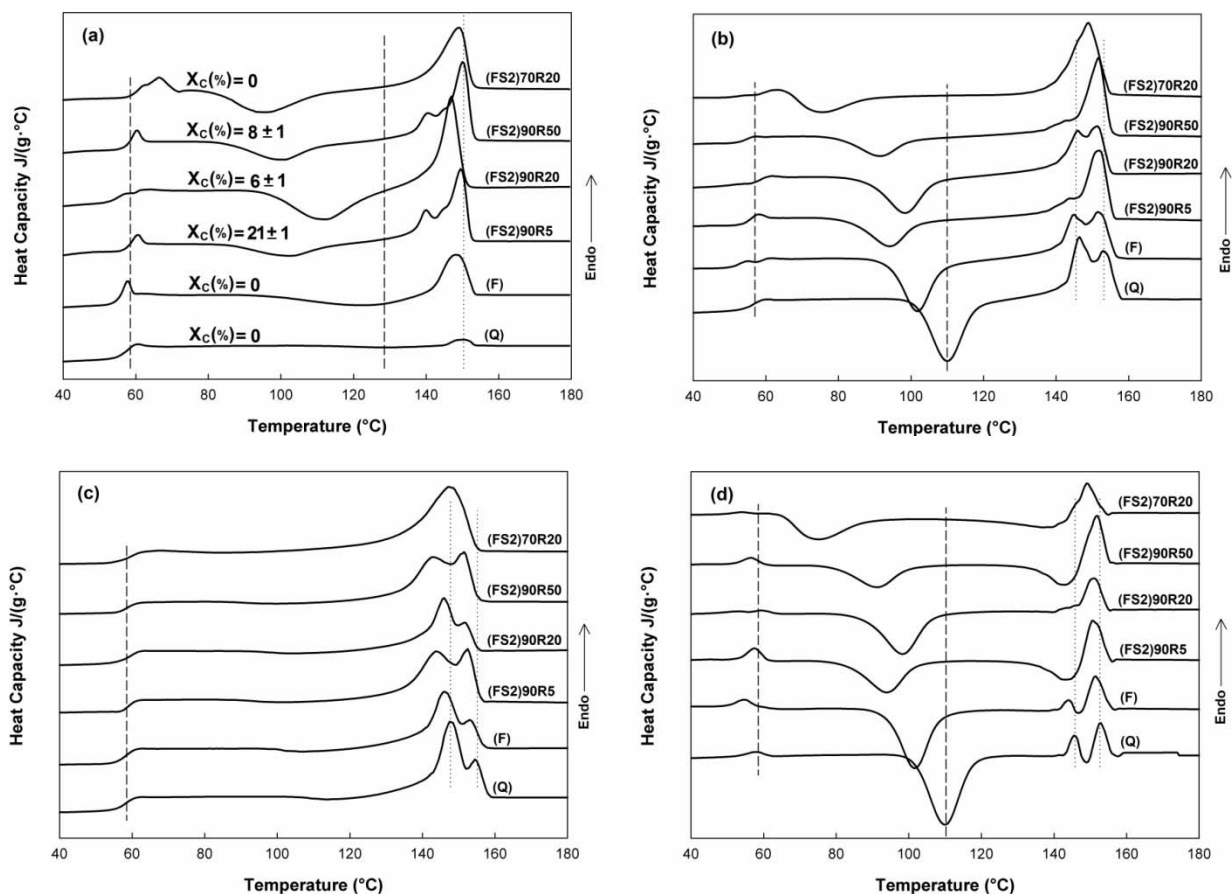 (a)
X_C(%)= 0
(FS2)70R20
X_C(%)= 8 ± 1
(FS2)90R50
X_C(%)= 6 ± 1
(FS2)90R20
X_C(%)= 21 ± 1
(FS2)90R5
X_C(%)= 0
(F)
X_C(%)= 0
(Q)
Heat Capacity J/(g·°C)
Endo
40 60 80 100 120 140 160 180
Temperature (°C)
(b)
(FS2)70R20
(FS2)90R50
(FS2)90R20
(FS2)90R5
(F)
(Q)
Heat Capacity J/(g·°C)
Endo
40 60 80 100 120 140 160 180
Temperature (°C)
(c)
(FS2)70R20
(FS2)90R50
(FS2)90R20
(FS2)90R5
(F)
(Q)
Heat Capacity J/(g·°C)
Endo
40 60 80 100 120 140 160 180
Temperature (°C)
(d)
(FS2)70R20
(FS2)90R50
(FS2)90R20
(FS2)90R5
(F)
(Q)
Heat Capacity J/(g·°C)
Endo
40 60 80 100 120 140 160 180
Temperature (°C)